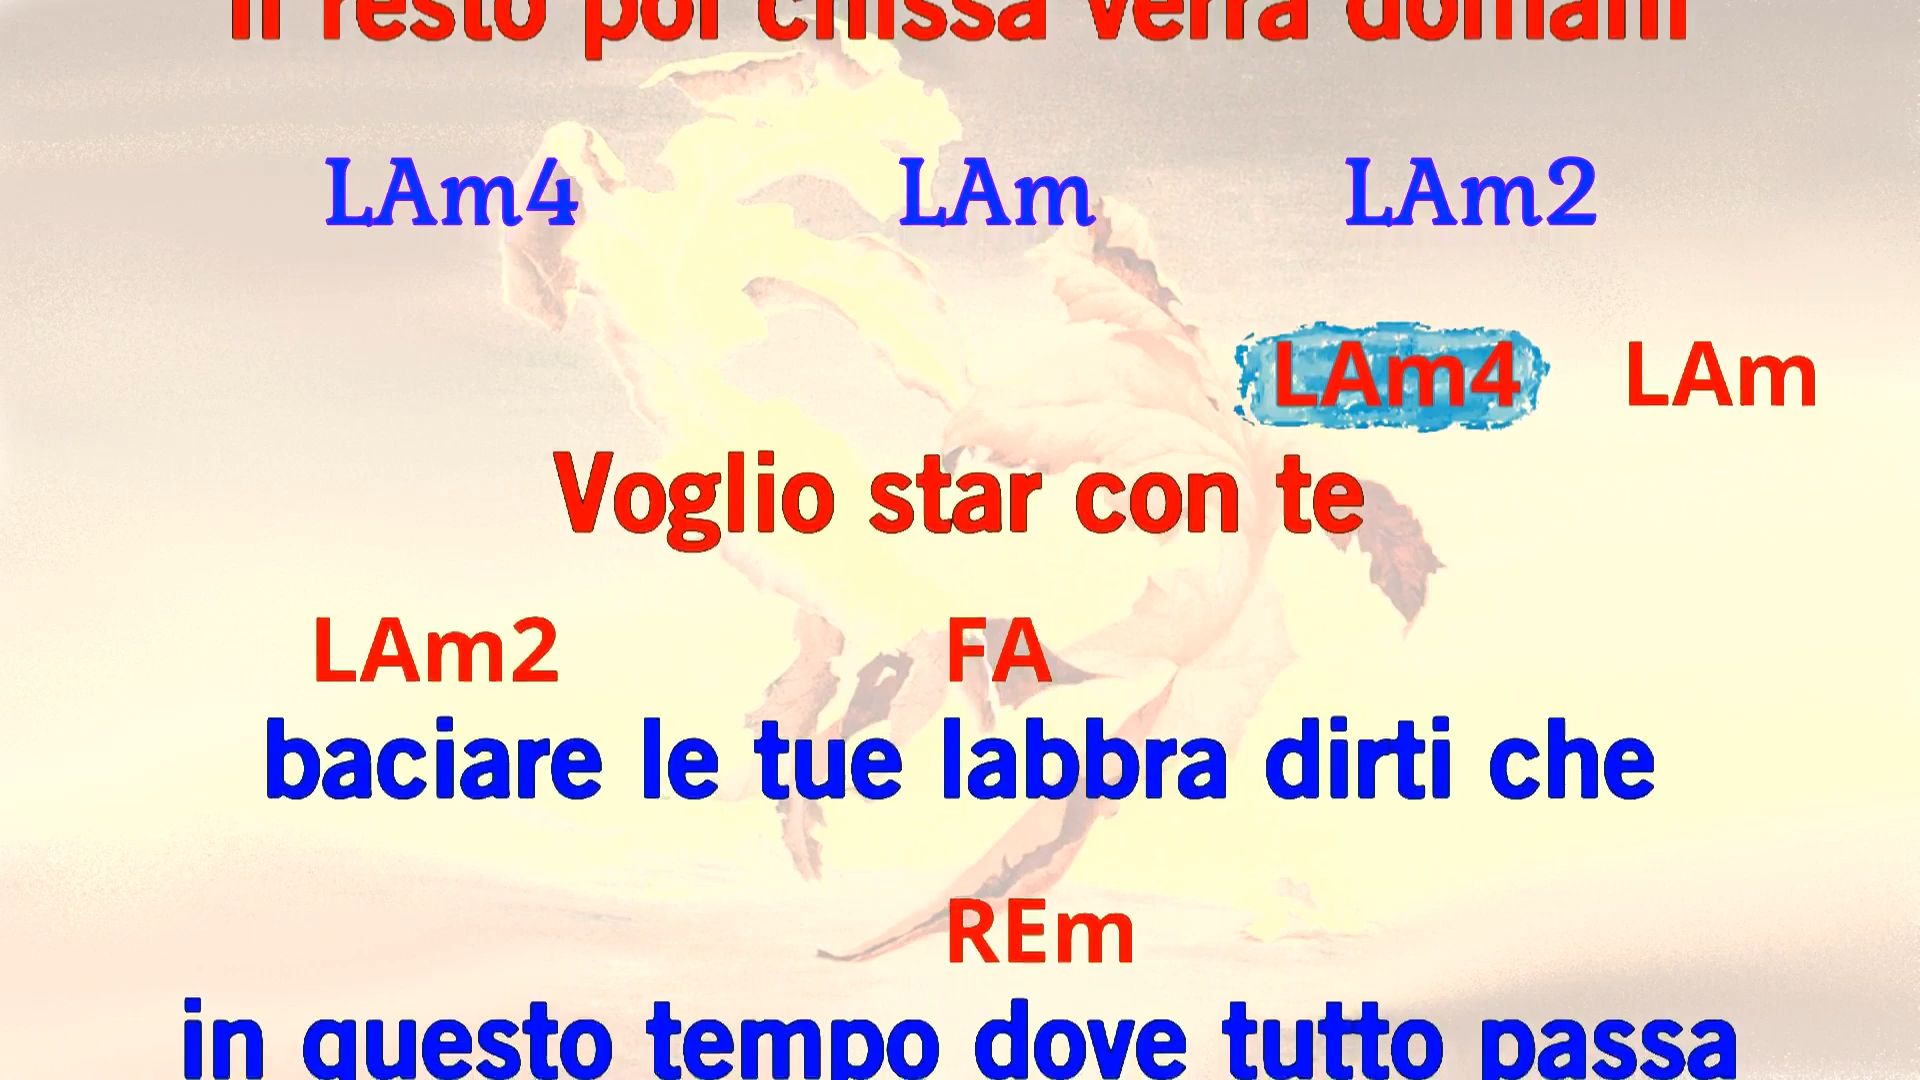 il resto poi chissà verrà domani
LAm4 LAm LAm2
LAm4 LAm
Voglio star con te
LAm2 FA
baciare le tue labbra dirti che
REm
in questo tempo dove tutto passa